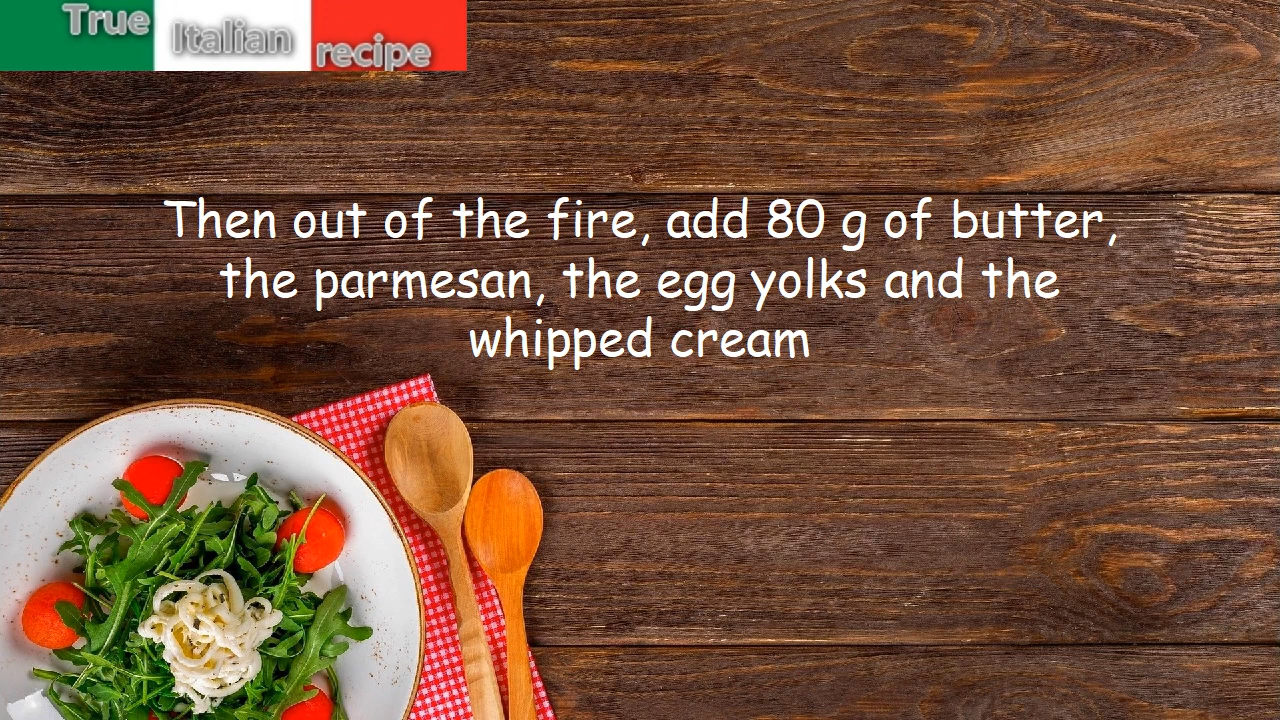 True Italian recipe
Then out of the fire, add 80 g of butter,
the parmesan, the egg yolks and the
whipped cream